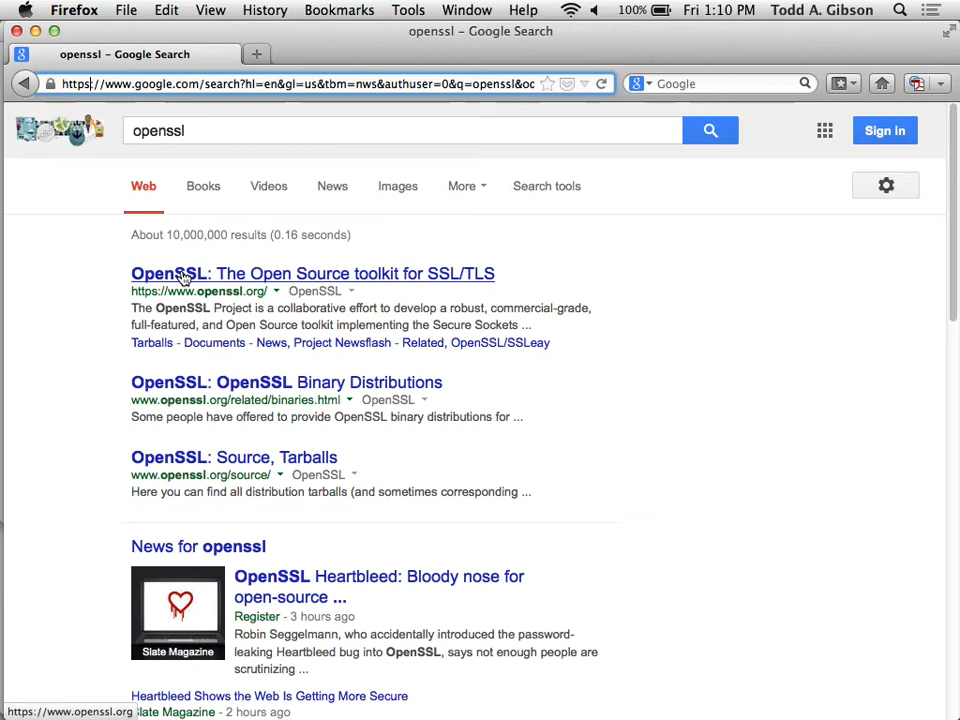 Firefox File Edit View History Bookmarks Tools Window Help 100% Fri 1:10 PM Todd A. Gibson
openssl – Google Search
openssl – Google Search
https://www.google.com/search?hl=en&gl=us&tbm=nws&authuser=0&q=openssl&oc
Google
openssl
Sign in
Web Books Videos News Images More Search tools
About 10,000,000 results (0.16 seconds)
OpenSSL: The Open Source toolkit for SSL/TLS
https://www.openssl.org/ OpenSSL
The OpenSSL Project is a collaborative effort to develop a robust, commercial-grade,
full-featured, and Open Source toolkit implementing the Secure Sockets ...
Tarballs - Documents - News, Project Newsflash - Related, OpenSSL/SSLeay
OpenSSL: OpenSSL Binary Distributions
www.openssl.org/related/binaries.html OpenSSL
Some people have offered to provide OpenSSL binary distributions for ...
OpenSSL: Source, Tarballs
www.openssl.org/source/ OpenSSL
Here you can find all distribution tarballs (and sometimes corresponding ...
News for openssl
OpenSSL Heartbleed: Bloody nose for
open-source ...
Register - 3 hours ago
Robin Seggelmann, who accidentally introduced the password-
leaking Heartbleed bug into OpenSSL, says not enough people are
scrutinizing ...
Slate Magazine
Heartbleed Shows the Web Is Getting More Secure
Slate Magazine - 2 hours ago
https://www.openssl.org